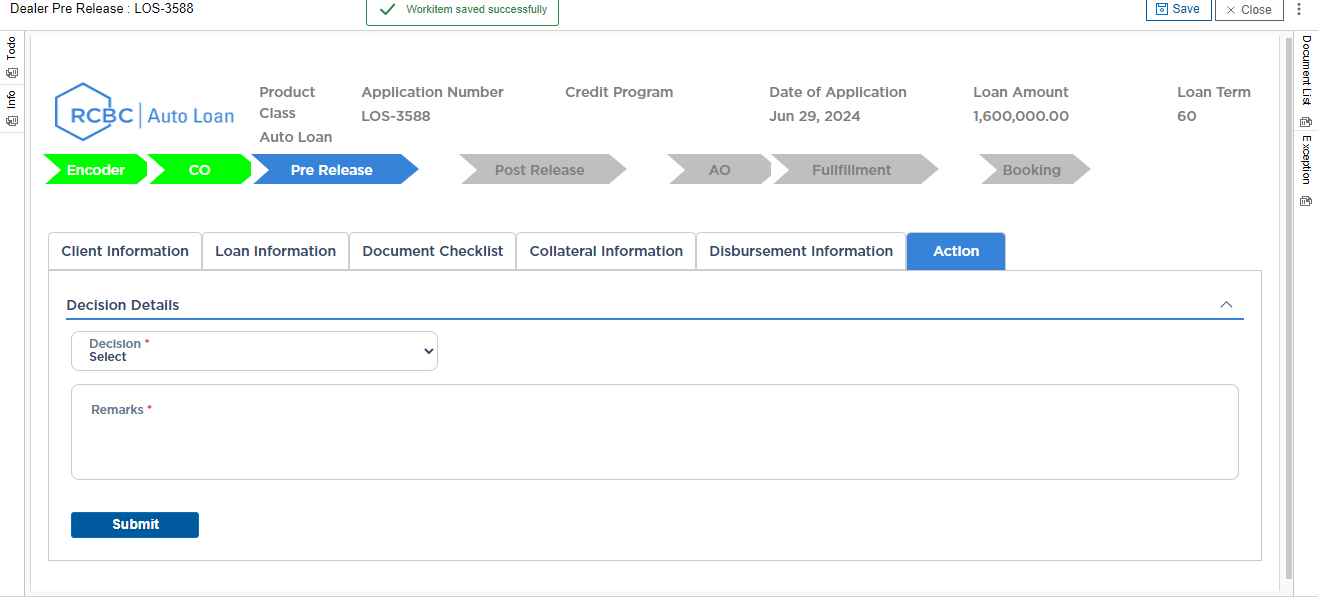 Dealer Pre Release : LOS-3588
Workitem saved successfully
Save
Close
Todo
Info
Document List
Exception
RCBC Auto Loan
Product Class
Auto Loan
Application Number
LOS-3588
Credit Program
Date of Application
Jun 29, 2024
Loan Amount
1,600,000.00
Loan Term
60
Encoder
CO
Pre Release
Post Release
AO
Fullfillment
Booking
Client Information
Loan Information
Document Checklist
Collateral Information
Disbursement Information
Action
Decision Details
Decision *
Select
Remarks *
Submit